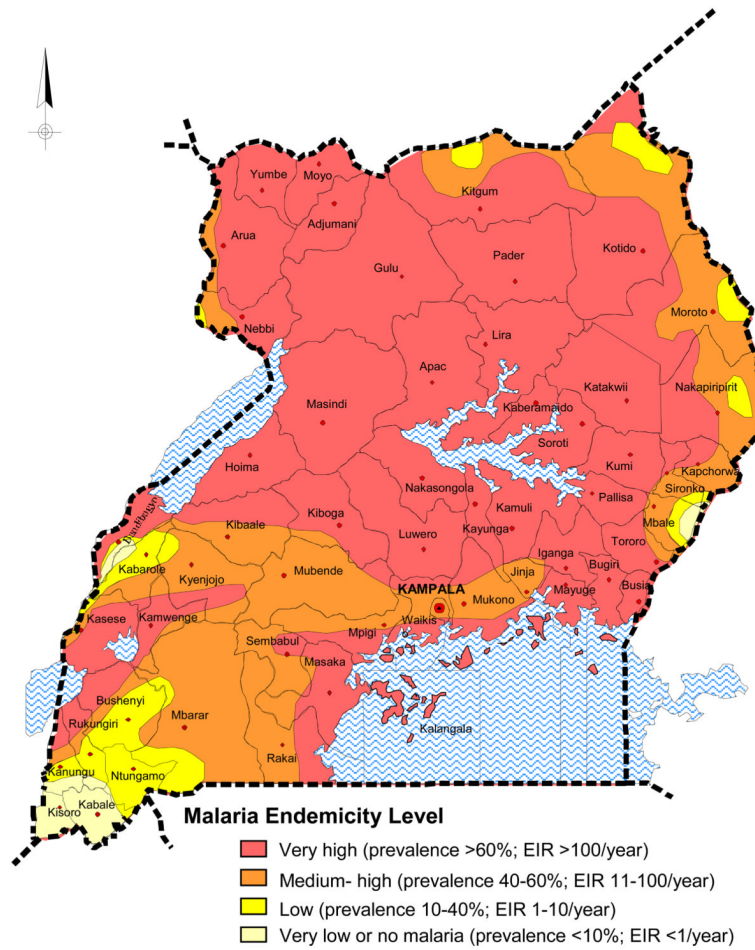 Yumbe
Moyo
Adjumani
Arua
Kitgum
Kotido
Gulu
Pader
Nebbi
Moroto
Lira
Apac
Katakwii
Nakapiripirit
Masindi
Kaberamaido
Soroti
Hoima
Kumi
Kapchorwa
Nakasongola
Pallisa
Sironko
Kamuli
Mbale
Kiboga
Kayunga
Kibaale
Luwero
Tororo
Kabarole
Iganga
Bugiri
Kyenjojo
Mubende
Jinja
KAMPALA
Mukono
Mayuge
Busia
Kasese
Kamwenge
Waikis
Mpigi
Sembabul
Masaka
Bushenyi
Rukungiri
Mbarar
Kalangala
Rakai
Kanungu
Ntungamo
Kisoro
Kabale
Malaria Endemicity Level
Very high (prevalence >60%; EIR >100/year)
Medium- high (prevalence 40-60%; EIR 11-100/year)
Low (prevalence 10-40%; EIR 1-10/year)
Very low or no malaria (prevalence <10%; EIR <1/year)